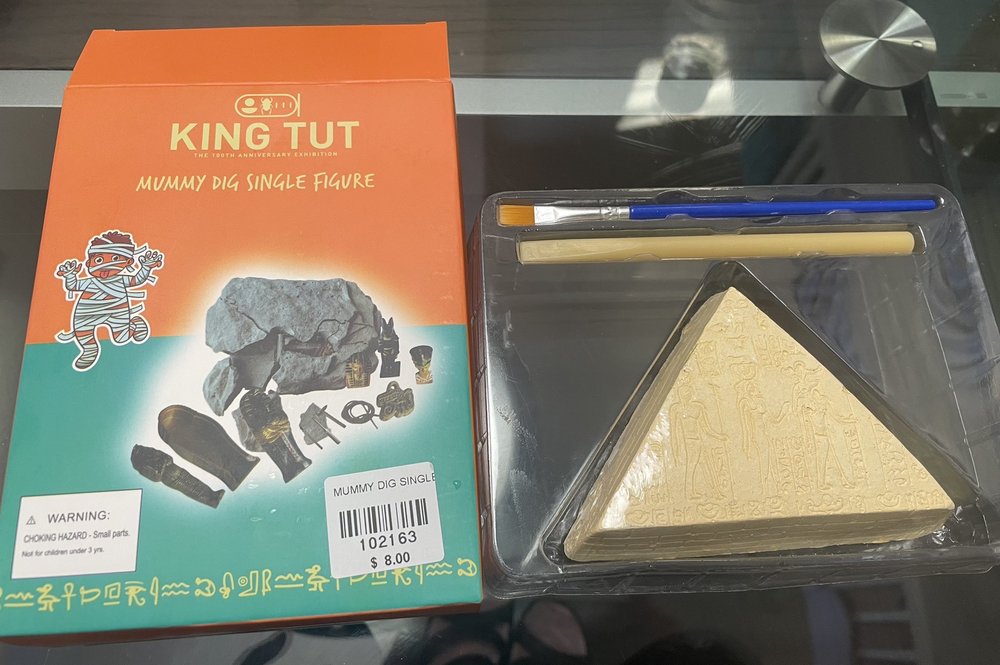 KING TUT
THE 100TH ANNIVERSARY EXHIBITION
MUMMY DIG SINGLE FIGURE
MUMMY DIG SINGLE
102163
$ 8.00
⚠ WARNING:
CHOKING HAZARD - Small parts.
Not for children under 3 yrs.